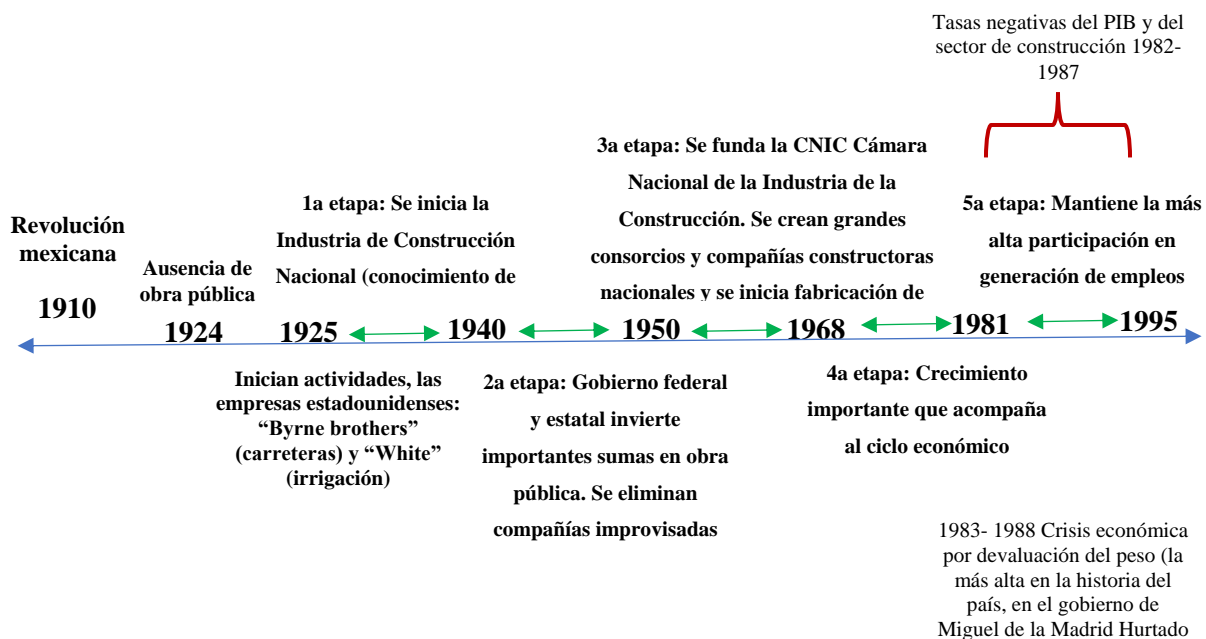 Tasas negativas del PIB y del
sector de construcción 1982-
1987
Revolución
mexicana
1910
Ausencia de
obra pública
1924
1a etapa: Se inicia la
Industria de Construcción
Nacional (conocimiento de
1925
1940
3a etapa: Se funda la CNIC Cámara
Nacional de la Industria de la
Construcción. Se crean grandes
consorcios y compañías constructoras
nacionales y se inicia fabricación de
1950
1968
5a etapa: Mantiene la más
alta participación en
generación de empleos
1981
1995
Inician actividades, las
empresas estadounidenses:
“Byrne brothers”
(carreteras) y “White”
(irrigación)
2a etapa: Gobierno federal
y estatal invierte
importantes sumas en obra
pública. Se eliminan
compañías improvisadas
4a etapa: Crecimiento
importante que acompaña
al ciclo económico
1983- 1988 Crisis económica
por devaluación del peso (la
más alta en la historia del
país, en el gobierno de
Miguel de la Madrid Hurtado